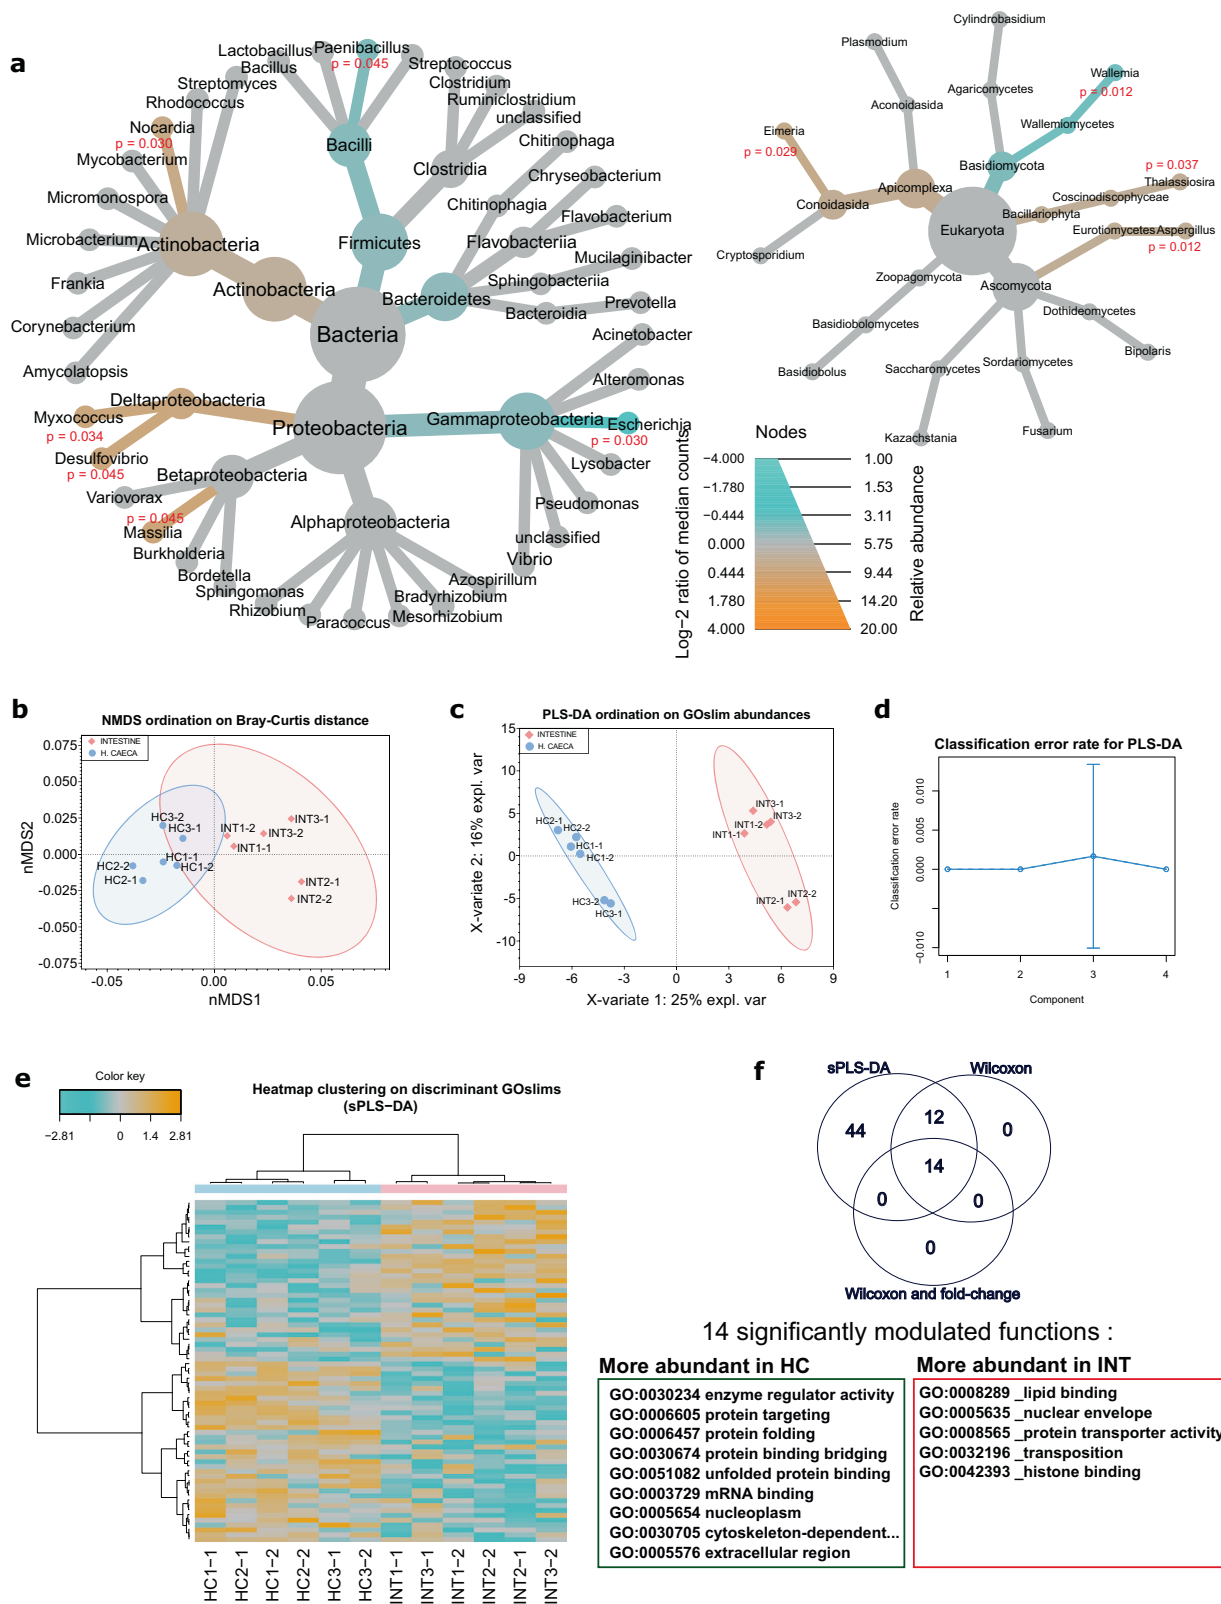 a
Lactobacillus
Paenibacillus
Bacillus
p = 0.045
Streptococcus
Streptomyces
Clostridium
Rhodococcus
Ruminiclostridium
Nocardia
unclassified
p = 0.030
Bacilli
Chitinophaga
Mycobacterium
Clostridia
Chryseobacterium
Micromonospora
Chitinophagia
Flavobacterium
Microbacterium
Actinobacteria
Firmicutes
Flavobacteriia
Mucilaginibacter
Frankia
Actinobacteria
Bacteroidetes
Sphingobacteriia
Prevotella
Bacteroidia
Corynebacterium
Bacteria
Acinetobacter
Amycolatopsis
Alteromonas
Deltaproteobacteria
Myxococcus
Proteobacteria
Gammaproteobacteria
Escherichia
p = 0.034
p = 0.030
Desulfovibrio
Lysobacter
p = 0.045
Betaproteobacteria
Variovorax
Pseudomonas
p = 0.045
Alphaproteobacteria
Massilia
unclassified
Burkholderia
Vibrio
Bordetella
Azospirillum
Sphingomonas
Bradyrhizobium
Rhizobium
Mesorhizobium
Paracoccus
Cylindrobasidium
Plasmodium
Wallemia
p = 0.012
Agaricomycetes
Aconoidasida
Wallemiomycetes
Eimeria
p = 0.029
Basidiomycota
p = 0.037
Thalassiosira
Apicomplexa
Coscinodiscophyceae
Conoidasida
Bacillariophyta
Eukaryota
Eurotiomycetes
Aspergillus
p = 0.012
Cryptosporidium
Zoopagomycota
Ascomycota
Dothideomycetes
Basidiobolomycetes
Bipolaris
Basidiobolus
Saccharomycetes
Sordariomycetes
Kazachstania
Fusarium
Nodes
Log−2 ratio of median counts
Relative abundance
−4.000 1.00
−1.780 1.53
−0.444 3.11
0.000 5.75
0.444 9.44
1.780 14.20
4.000 20.00
b
NMDS ordination on Bray-Curtis distance
INTESTINE
H. CAECA
nMDS2
0.075
0.050
0.025
0.000
-0.025
-0.050
-0.075
HC3-2
HC3-1
INT1-2
INT3-1
INT3-2
INT1-1
HC1-1
HC2-2
HC1-2
HC2-1
INT2-1
INT2-2
-0.05 0.00 0.05
nMDS1
c
PLS-DA ordination on GOslim abundances
INTESTINE
H. CAECA
X-variate 2: 16% expl. var
15
10
5
0
-5
-10
HC2-1
HC2-2
HC1-1
HC1-2
HC3-2
HC3-1
INT3-1
INT1-2
INT3-2
INT1-1
INT2-2
INT2-1
-9 -6 -3 0 3 6 9
X-variate 1: 25% expl. var
d
Classification error rate for PLS-DA
Classification error rate
0.010
0.005
0.000
−0.010
1 2 3 4
Component
e
Color key
−2.81 0 1.4 2.81
Heatmap clustering on discriminant GOslims
(sPLS−DA)
HC1−1
HC2−1
HC1−2
HC2−2
HC3−1
HC3−2
INT1−1
INT3−1
INT1−2
INT2−2
INT2−1
INT3−2
f
sPLS-DA
Wilcoxon
44
12
0
14
0
0
0
Wilcoxon and fold-change
14 significantly modulated functions :
More abundant in HC
GO:0030234 enzyme regulator activity
GO:0006605 protein targeting
GO:0006457 protein folding
GO:0030674 protein binding bridging
GO:0051082 unfolded protein binding
GO:0003729 mRNA binding
GO:0005654 nucleoplasm
GO:0030705 cytoskeleton-dependent...
GO:0005576 extracellular region
More abundant in INT
GO:0008289 _lipid binding
GO:0005635 _nuclear envelope
GO:0008565 _protein transporter activity
GO:0032196 _transposition
GO:0042393 _histone binding